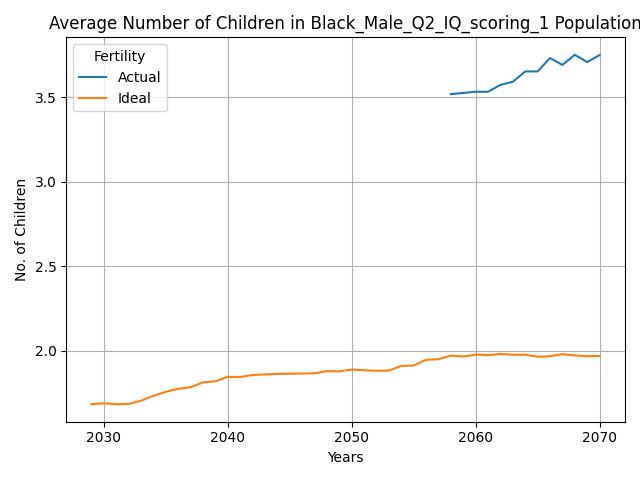 Average Number of Children in Black_Male_Q2_IQ_scoring_1 Population
Fertility
Actual
Ideal
3.5
3.0
2.5
2.0
No. of Children
2030
2040
2050
2060
2070
Years